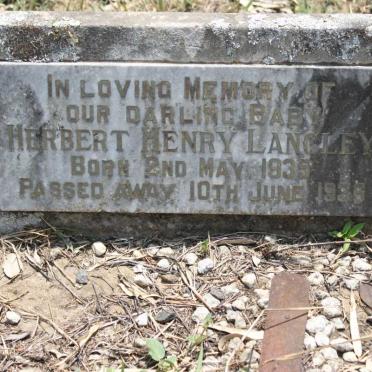 In Loving Memory of
our darling baby
Herbert Henry Langley
Born 2nd May 1935
Passed away 10th June